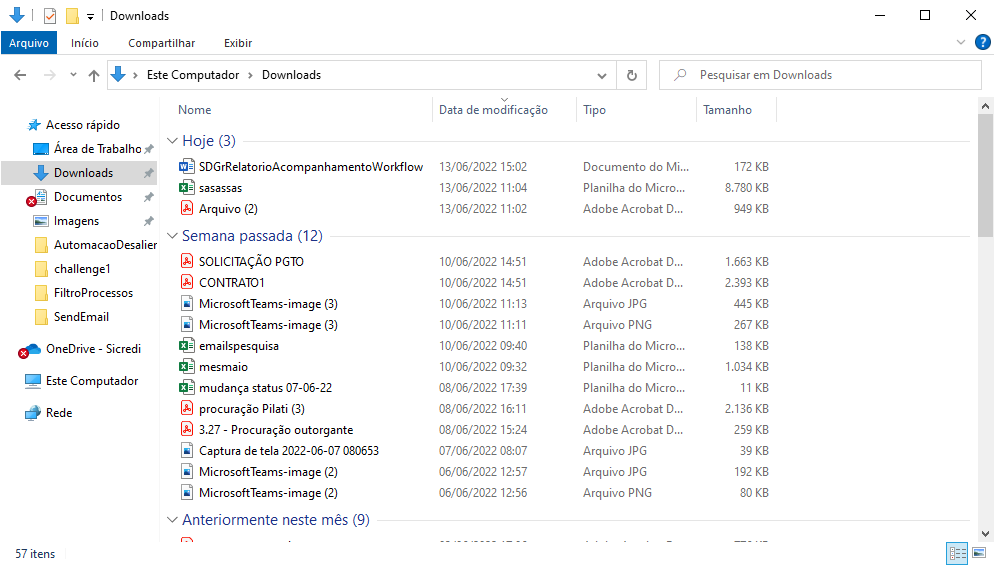 Downloads
Arquivo Início Compartilhar Exibir
Este Computador Downloads Pesquisar em Downloads
Nome Data de modificação Tipo Tamanho
Acesso rápido
Área de Trabalho
Downloads
Documentos
Imagens
AutomacaoDesalier
challenge1
FiltroProcessos
SendEmail
OneDrive - Sicredi
Este Computador
Rede
Hoje (3)
SDGrRelatorioAcompanhamentoWorkflow 13/06/2022 15:02 Documento do Mi... 172 KB
sasassas 13/06/2022 11:04 Planilha do Micro... 8.780 KB
Arquivo (2) 13/06/2022 11:02 Adobe Acrobat D... 949 KB
Semana passada (12)
SOLICITAÇÃO PGTO 10/06/2022 14:51 Adobe Acrobat D... 1.663 KB
CONTRATO1 10/06/2022 14:51 Adobe Acrobat D... 2.393 KB
MicrosoftTeams-image (3) 10/06/2022 11:13 Arquivo JPG 445 KB
MicrosoftTeams-image (3) 10/06/2022 11:11 Arquivo PNG 267 KB
emailspesquisa 10/06/2022 09:40 Planilha do Micro... 138 KB
mesmaio 10/06/2022 09:32 Planilha do Micro... 1.034 KB
mudança status 07-06-22 08/06/2022 17:39 Planilha do Micro... 11 KB
procuração Pilati (3) 08/06/2022 16:11 Adobe Acrobat D... 2.136 KB
3.27 - Procuração outorgante 08/06/2022 15:24 Adobe Acrobat D... 259 KB
Captura de tela 2022-06-07 080653 07/06/2022 08:07 Arquivo JPG 39 KB
MicrosoftTeams-image (2) 06/06/2022 12:57 Arquivo JPG 192 KB
MicrosoftTeams-image (2) 06/06/2022 12:56 Arquivo PNG 80 KB
Anteriormente neste mês (9)
57 itens